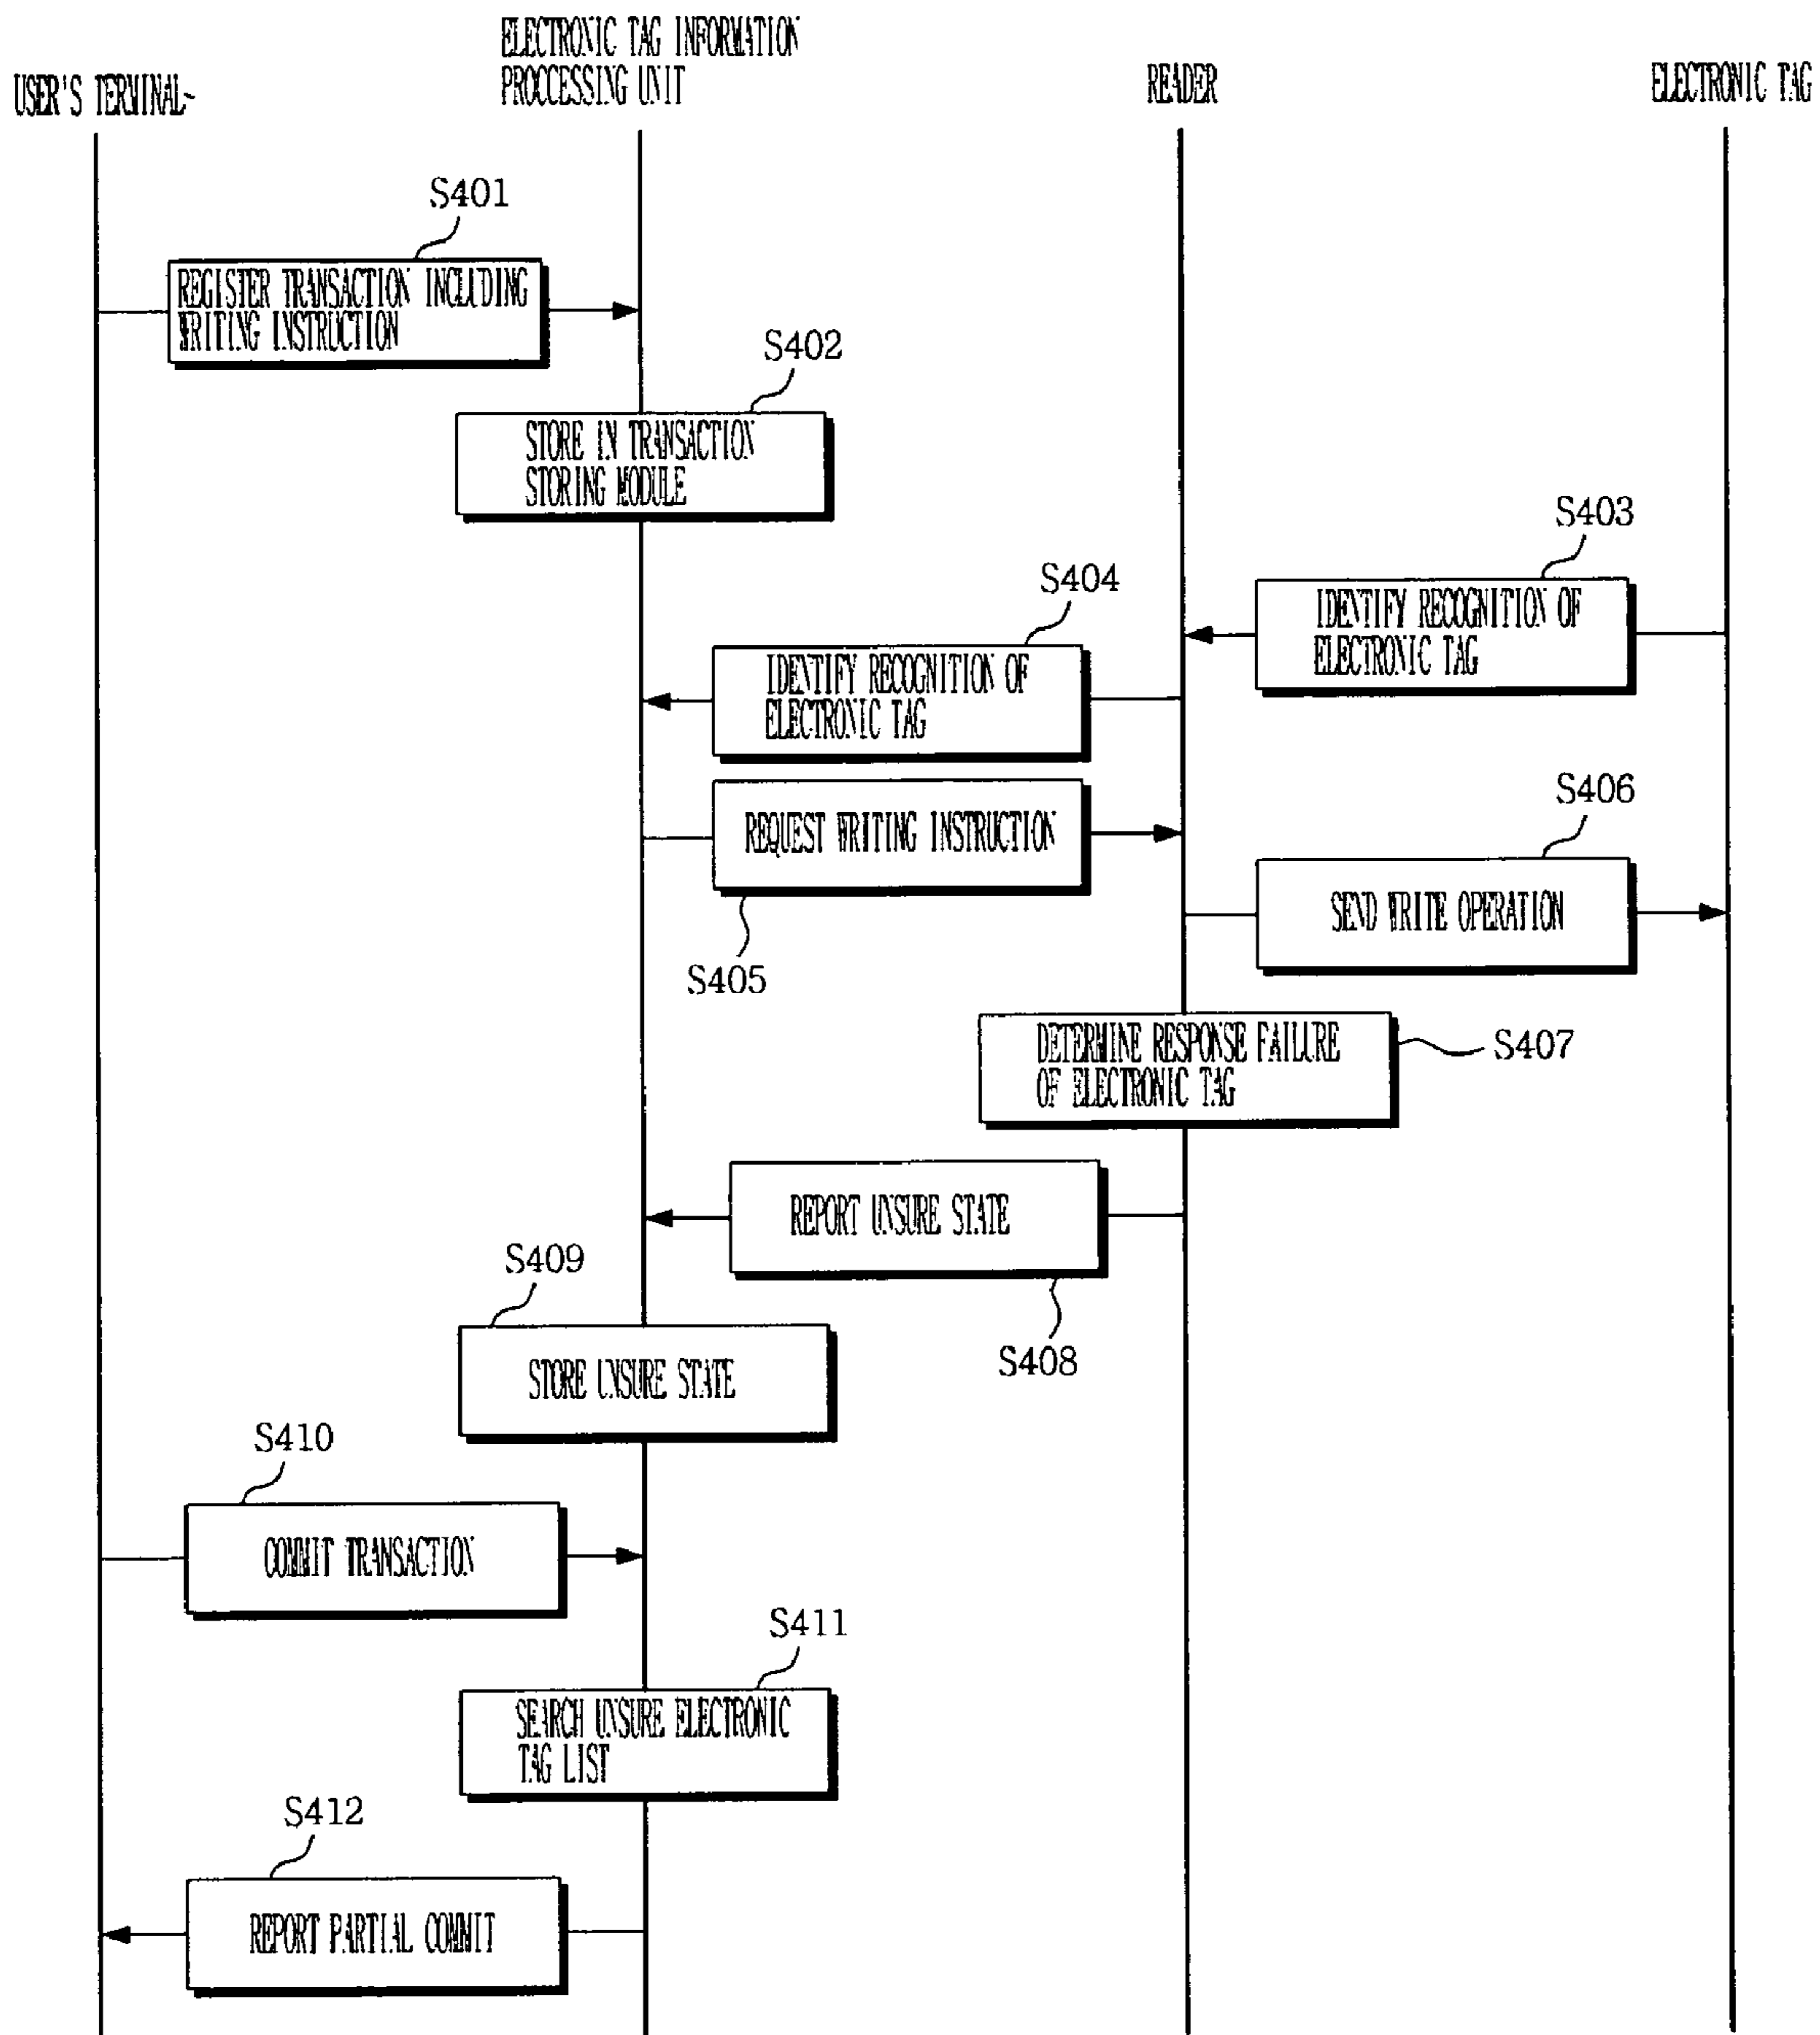 ELECTRONIC TAG INFORMATION
PROCCESSING UNIT
USER'S TERMINAL~
READER
ELECTRONIC TAG
S401
REGISTER TRANSACTION INCLUDING
WRITING INSTRUCTION
S402
STORE IN TRANSACTION
STORING MODULE
S403
IDENTIFY RECOGNITION OF
ELECTRONIC TAG
S404
IDENTIFY RECOGNITION OF
ELECTRONIC TAG
REQUEST WRITING INSTRUCTION
S405
S406
SEND WRITE OPERATION
DETERMINE RESPONSE FAILURE
OF ELECTRONIC TAG
S407
REPORT UNSURE STATE
S408
S409
STORE UNSURE STATE
S410
COMMIT TRANSACTION
S411
SEARCH UNSURE ELECTRONIC
TAG LIST
S412
REPORT PARTIAL COMMIT